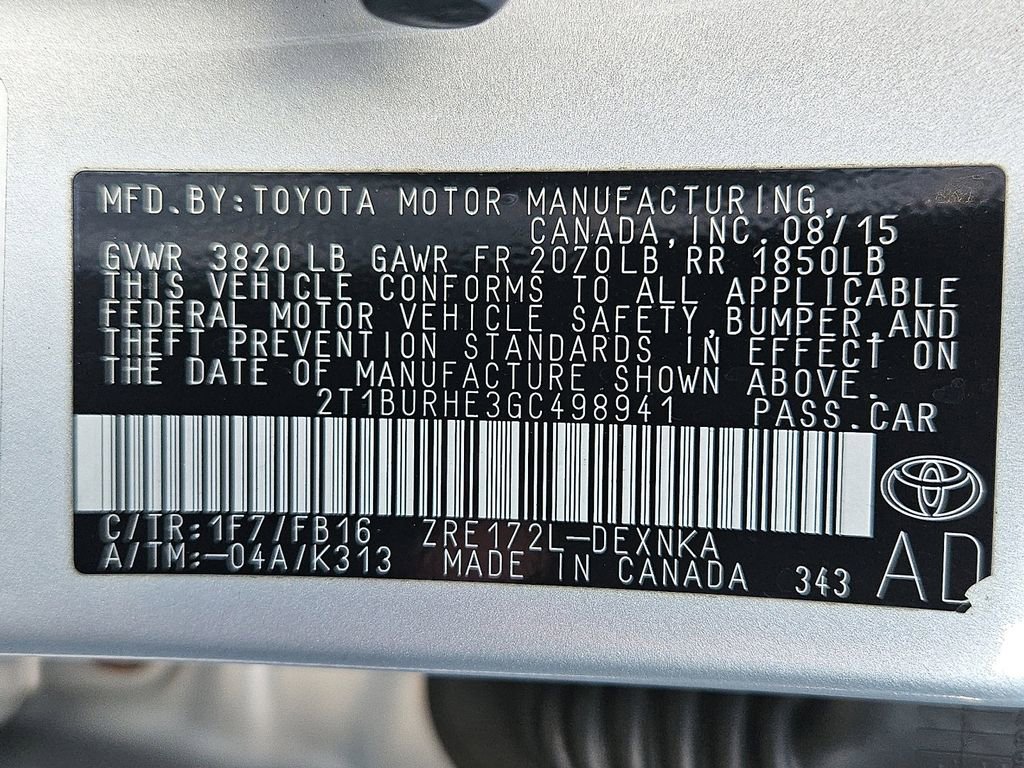 MFD.BY:TOYOTA MOTOR MANUFACTURING,
CANADA,INC.08/15
GVWR 3820 LB GAWR FR 2070LB RR 1850LB
THIS VEHICLE CONFORMS TO ALL APPLICABLE
FEDERAL MOTOR VEHICLE SAFETY,BUMPER,AND
THEFT PREVENTION STANDARDS IN EFFECT ON
THE DATE OF MANUFACTURE SHOWN ABOVE.
2T1BURHE3GC498941 PASS.CAR
C/TR:1F7/FB16 ZRE172L-DEXNKA
A/TM:-04A/K313 MADE IN CANADA 343 AD